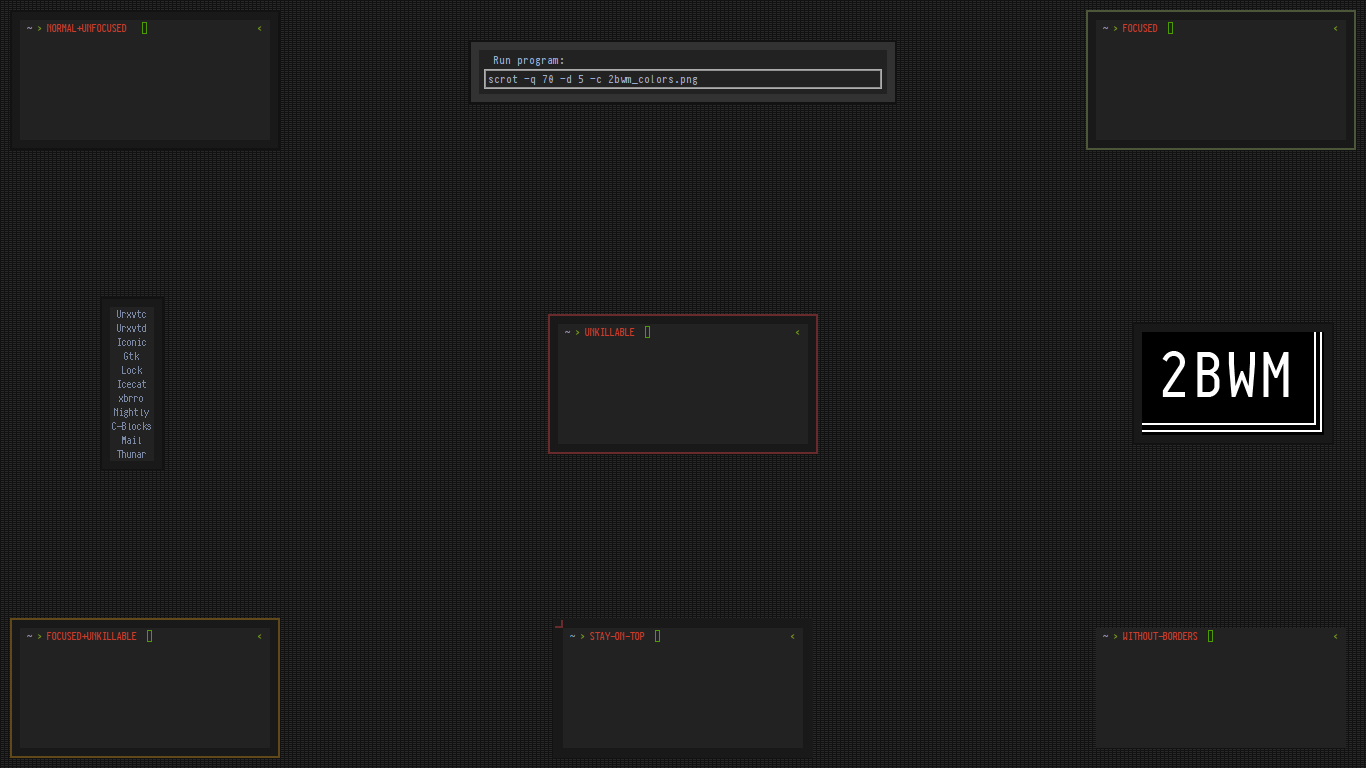 ~ › NORMAL+UNFOCUSED ‹
Run program:
scrot -q 70 -d 5 -c 2bwm_colors.png
~ › FOCUSED ‹
Urxvtc
Urxvtd
Iconic
Gtk
Lock
Icecat
xbrro
Nightly
C-Blocks
Mail
Thunar
~ › UNKILLABLE ‹
2BWM
~ › FOCUSED+UNKILLABLE ‹
~ › STAY-ON-TOP ‹
~ › WITHOUT-BORDERS ‹